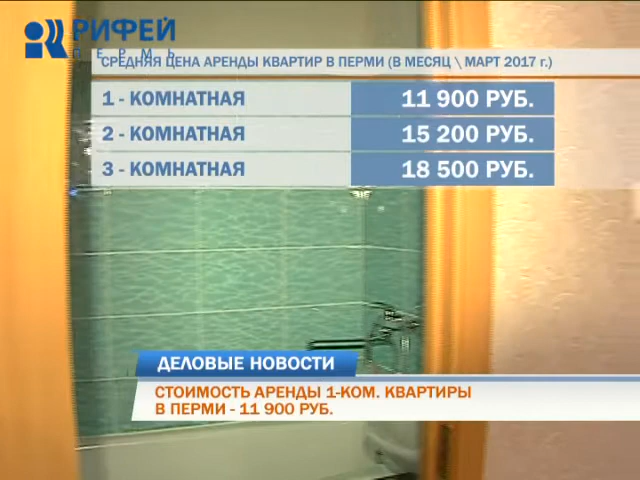 РИФЕЙ
ПЕРМЬ
СРЕДНЯЯ ЦЕНА АРЕНДЫ КВАРТИР В ПЕРМИ (В МЕСЯЦ \ МАРТ 2017 г.)
1 - КОМНАТНАЯ 11 900 РУБ.
2 - КОМНАТНАЯ 15 200 РУБ.
3 - КОМНАТНАЯ 18 500 РУБ.
ДЕЛОВЫЕ НОВОСТИ
СТОИМОСТЬ АРЕНДЫ 1-КОМ. КВАРТИРЫ
В ПЕРМИ - 11 900 РУБ.